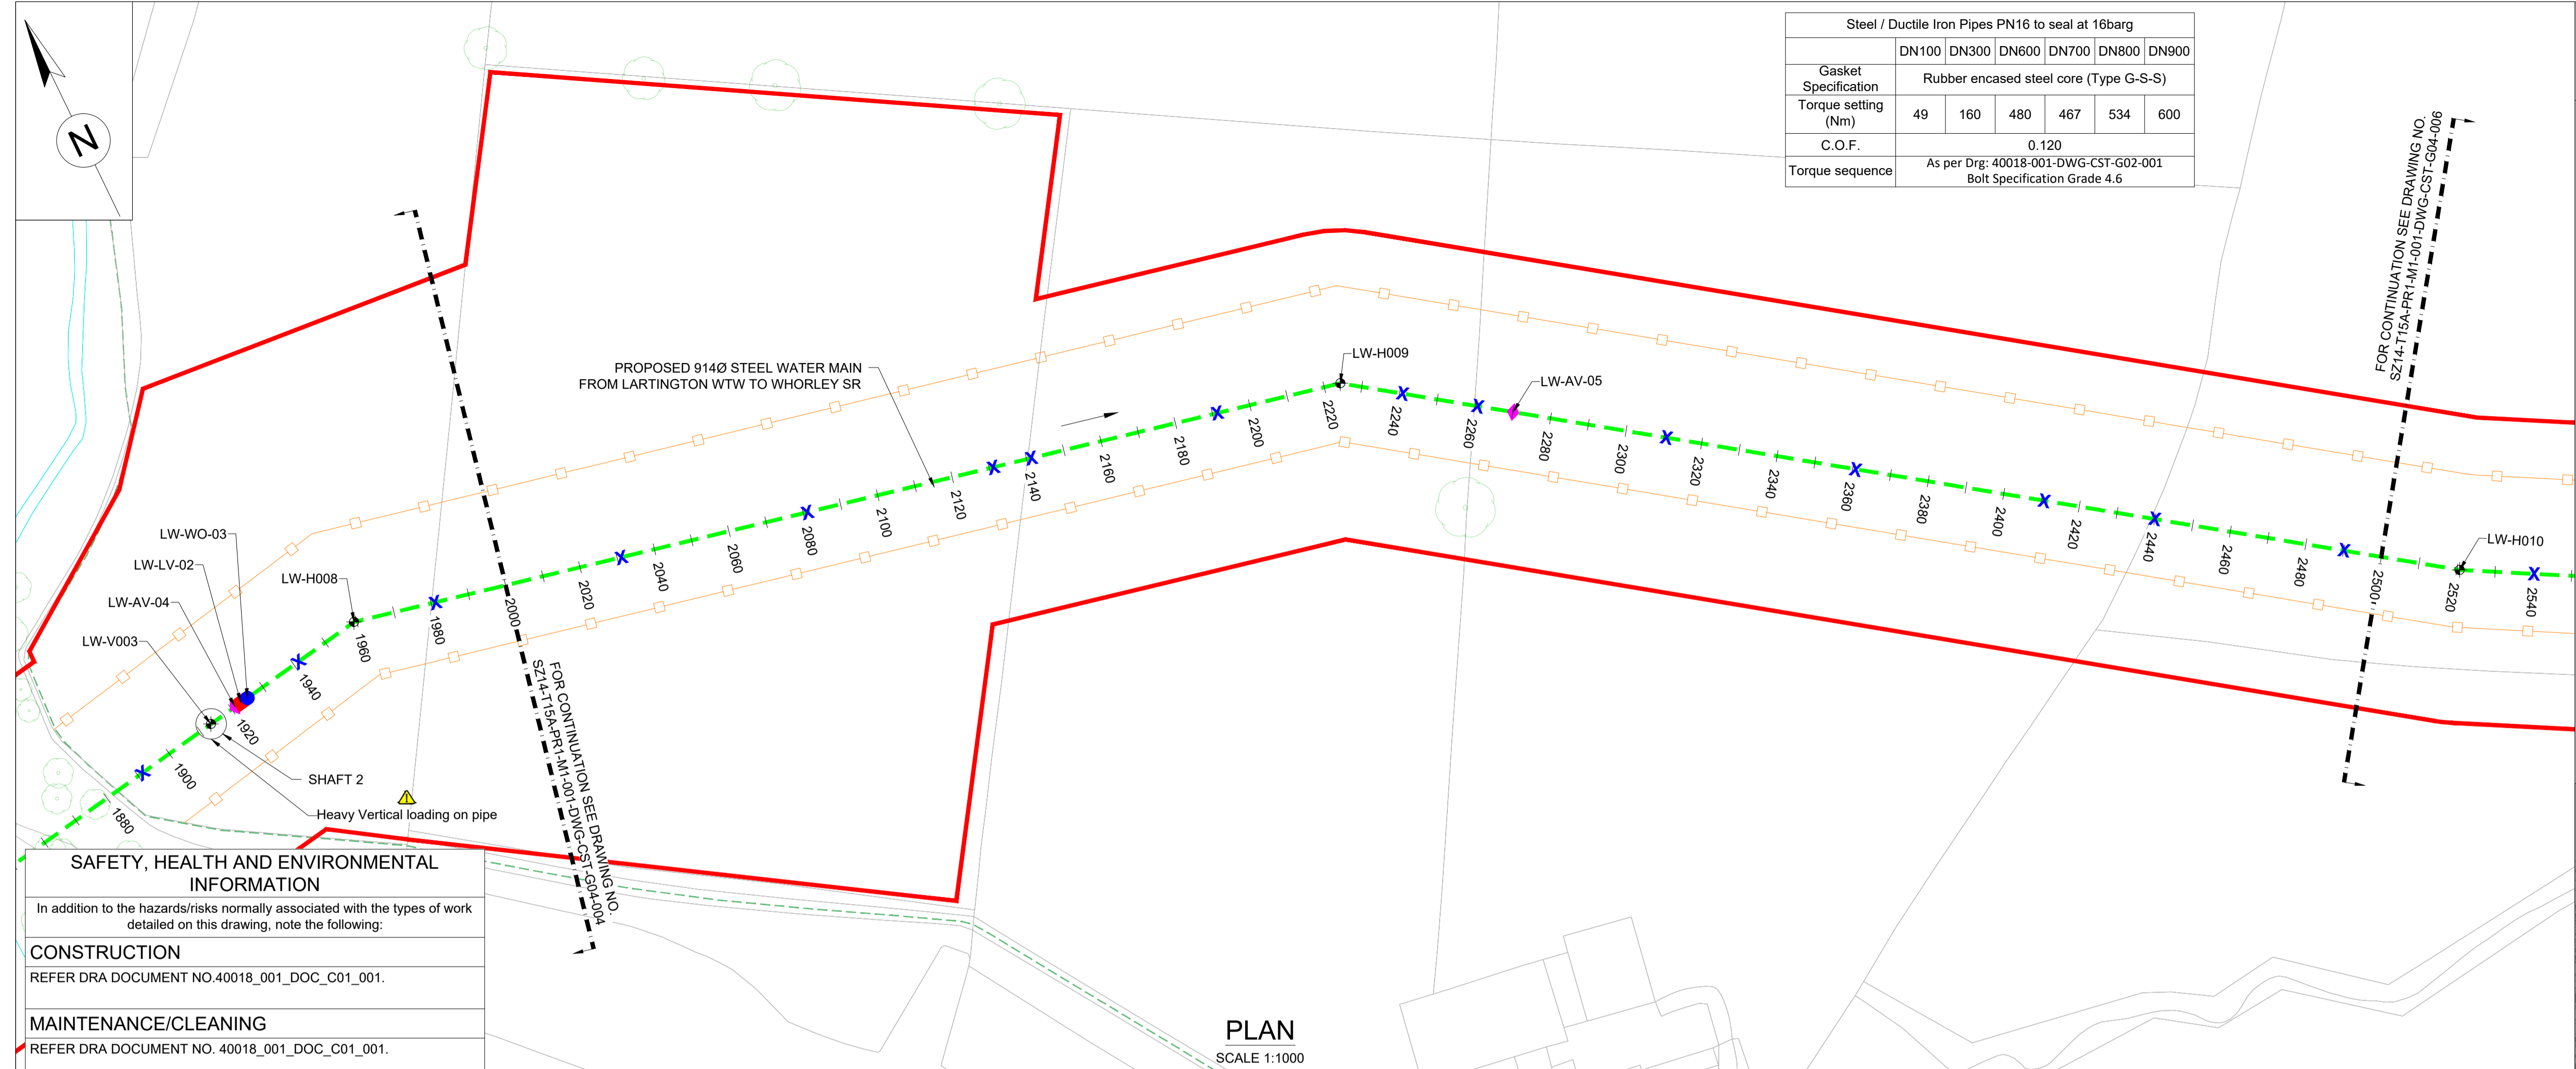 N
Steel / Ductile Iron Pipes PN16 to seal at 16barg
DN100 DN300 DN600 DN700 DN800 DN900
Gasket Specification Rubber encased steel core (Type G-S-S)
Torque setting (Nm) 49 160 480 467 534 600
C.O.F. 0.120
Torque sequence As per Drg: 40018-001-DWG-CST-G02-001
Bolt Specification Grade 4.6
FOR CONTINUATION SEE DRAWING NO.
SZ14-T15A-PR1-M1-001-DWG-CST-G04-006
PROPOSED 914Ø STEEL WATER MAIN
FROM LARTINGTON WTW TO WHORLEY SR
LW-H009
LW-AV-05
LW-H010
LW-WO-03
LW-LV-02
LW-H008
LW-AV-04
LW-V003
1880
1900
1920
1940
1960
1980
2000
2020
2040
2060
2080
2100
2120
2140
2160
2180
2200
2220
2240
2260
2280
2300
2320
2340
2360
2380
2400
2420
2440
2460
2480
2500
2520
2540
SHAFT 2
Heavy Vertical loading on pipe
FOR CONTINUATION SEE DRAWING NO.
SZ14-T15A-PR1-M1-001-DWG-CST-G04-004
SAFETY, HEALTH AND ENVIRONMENTAL
INFORMATION
In addition to the hazards/risks normally associated with the types of work
detailed on this drawing, note the following:
CONSTRUCTION
REFER DRA DOCUMENT NO.40018_001_DOC_C01_001.
MAINTENANCE/CLEANING
REFER DRA DOCUMENT NO. 40018_001_DOC_C01_001.
PLAN
SCALE 1:1000